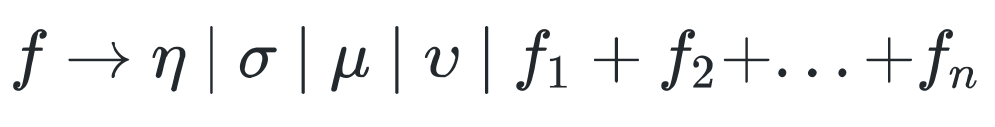 f → η | σ | μ | υ | f₁ + f₂ + . . . + fₙ